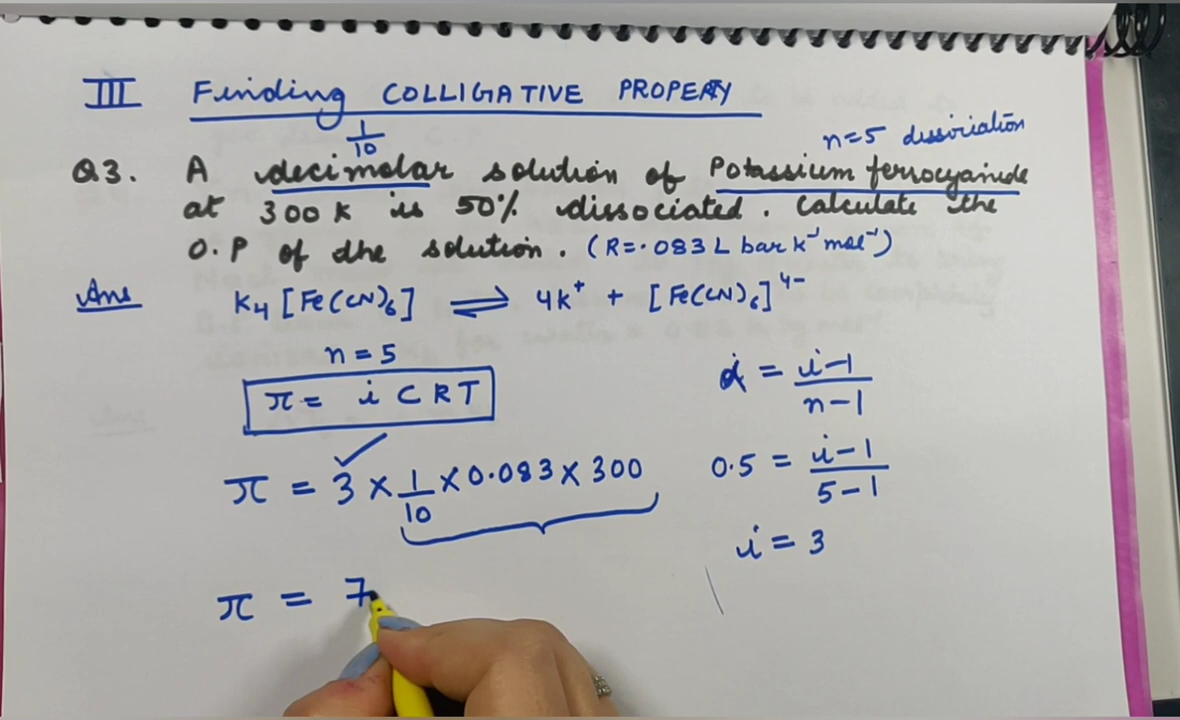 III Finding COLLIGATIVE PROPERTY
1/10
n=5 dissociation
Q3. A decimolar solution of Potassium ferrocyanide
at 300 K is 50% dissociated. Calculate the
O.P of the solution. (R=.083 L bar K⁻¹ mol⁻¹)
Ans K₄[Fe(CN)₆] ⇌ 4K⁺ + [Fe(CN)₆]⁴⁻
n = 5
π = i C R T
α = i-1/n-1
π = 3 × 1/10 × 0.083 × 300
0.5 = i-1/5-1
i = 3
π = 7